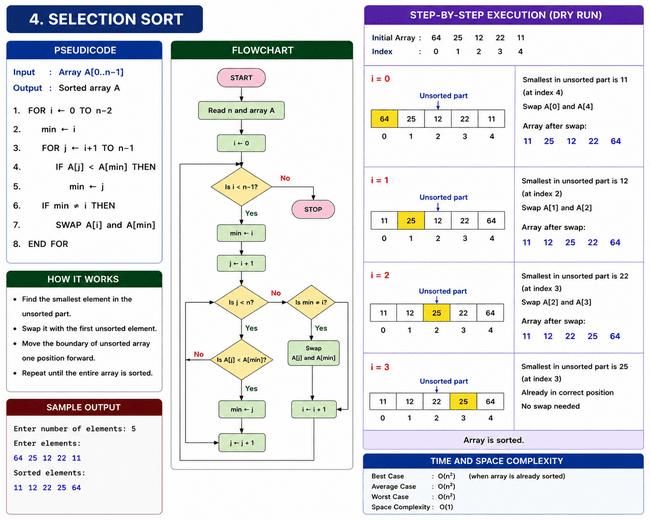 4. SELECTION SORT
PSEUDICODE
Input : Array A[0..n-1]
Output : Sorted array A
1. FOR i ← 0 TO n-2
2. min ← i
3. FOR j ← i+1 TO n-1
4. IF A[j] < A[min] THEN
5. min ← j
6. IF min ≠ i THEN
7. SWAP A[i] and A[min]
8. END FOR
HOW IT WORKS
• Find the smallest element in the
unsorted part.
• Swap it with the first unsorted element.
• Move the boundary of unsorted array
one position forward.
• Repeat until the entire array is sorted.
SAMPLE OUTPUT
Enter number of elements: 5
Enter elements:
64 25 12 22 11
Sorted elements:
11 12 22 25 64
FLOWCHART
START
Read n and array A
i ← 0
Is i < n-1?
No
STOP
Yes
min ← i
j ← i + 1
Is j < n?
No
Is min ≠ i?
Yes
Yes
No
Is A[j] < A[min]?
Swap
A[j] and A[min]
Yes
min ← j
i ← i + 1
j ← j + 1
STEP-BY-STEP EXECUTION (DRY RUN)
Initial Array : 64 25 12 22 11
Index : 0 1 2 3 4
i = 0
Unsorted part
64 25 12 22 11
0 1 2 3 4
Smallest in unsorted part is 11
(at index 4)
Swap A[0] and A[4]
Array after swap:
11 25 12 22 64
i = 1
Unsorted part
11 25 12 22 64
0 1 2 3 4
Smallest in unsorted part is 12
(at index 2)
Swap A[1] and A[2]
Array after swap:
11 12 25 22 64
i = 2
Unsorted part
11 12 25 22 64
0 1 2 3 4
Smallest in unsorted part is 22
(at index 3)
Swap A[2] and A[3]
Array after swap:
11 12 22 25 64
i = 3
Unsorted part
11 12 22 25 64
0 1 2 3 4
Smallest in unsorted part is 25
(at index 3)
Already in correct position
No swap needed
Array is sorted.
TIME AND SPACE COMPLEXITY
Best Case : O(n²) (when array is already sorted)
Average Case : O(n²)
Worst Case : O(n²)
Space Complexity : O(1)